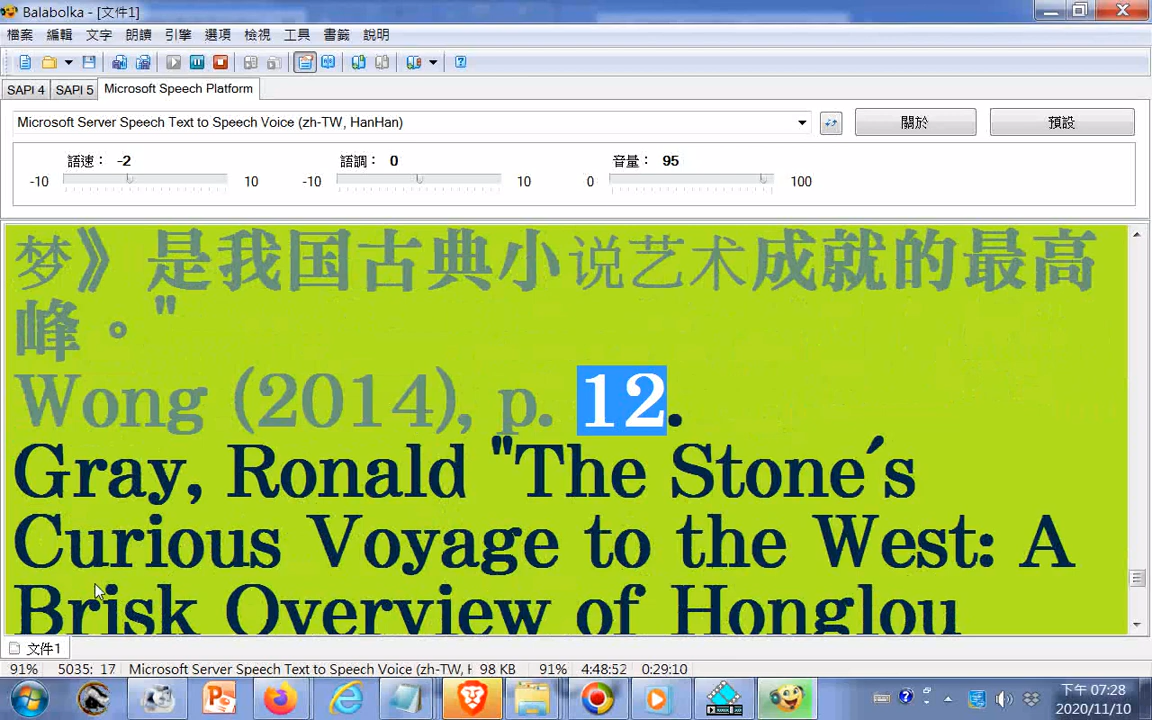 Balabolka - [文件1]
檔案 編輯 文字 朗讀 引擎 選項 檢視 工具 書籤 說明
SAPI 4 SAPI 5 Microsoft Speech Platform
Microsoft Server Speech Text to Speech Voice (zh-TW, HanHan) 關於 預設
語速： -2 語調： 0 音量： 95
-10 10 -10 10 0 100
梦》是我国古典小说艺术成就的最高
峰。"
Wong (2014), p. 12.
Gray, Ronald "The Stone's
Curious Voyage to the West: A
Brisk Overview of Honglou
文件1
91% 5035: 17 Microsoft Server Speech Text to Speech Voice (zh-TW, 98 KB 91% 4:48:52 0:29:10
下午 07:28
2020/11/10